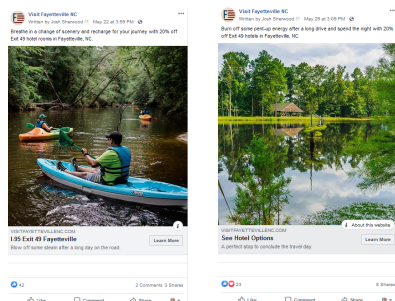 Visit Fayetteville NC
Written by Josh Sherwood
May 22 at 3:59 PM
Breathe in a change of scenery and recharge for your journey with 20% off
Exit 49 hotel rooms in Fayetteville, NC.
VISITFAYETTEVILLENC.COM
I-95 Exit 49 Fayetteville
Blow off some steam after a long day on the road.
Learn More
42
2 Comments 3 Shares
Like
Comment
Share
Visit Fayetteville NC
Written by Josh Sherwood
May 29 at 3:05 PM
Burn off some pent-up energy after a long drive and spend the night with 20%
off Exit 49 hotels in Fayetteville, NC.
About this website
VISITFAYETTEVILLENC.COM
See Hotel Options
A perfect stop to conclude the travel day.
Learn More
23
Like
Comment
Share